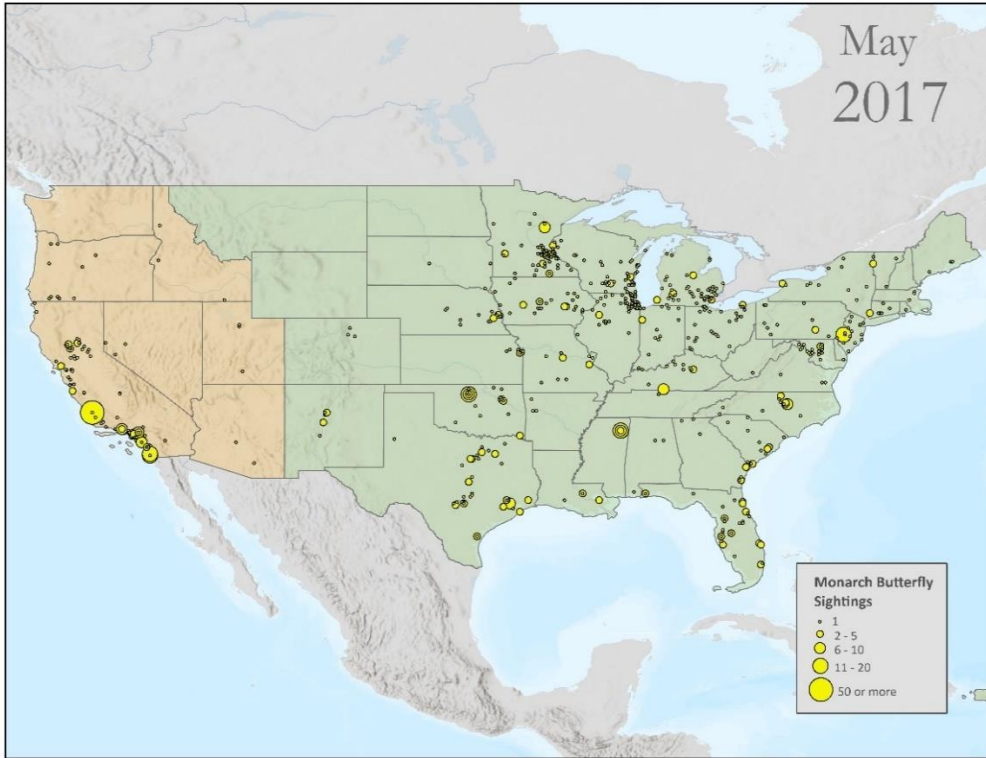 May
2017
Monarch Butterfly
Sightings
1
2 - 5
6 - 10
11 - 20
50 or more